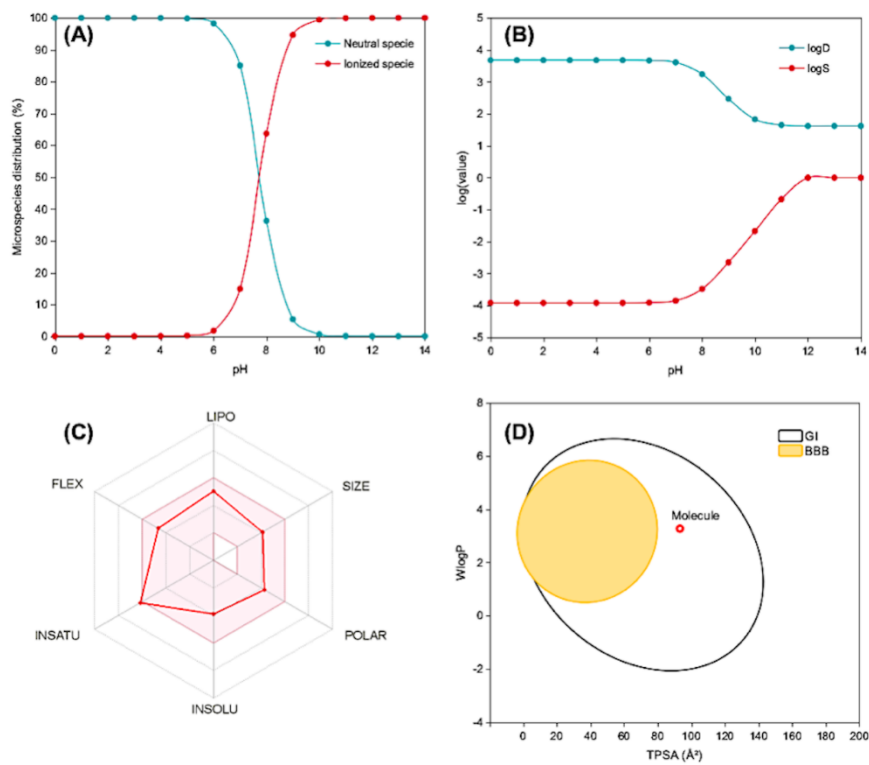 (A)
Neutral specie
Ionized specie
Microspecies distribution (%)
100
90
80
70
60
50
40
30
20
10
0
0 2 4 6 8 10 12 14
pH
(B)
logD
logS
log(value)
5
4
3
2
1
0
-1
-2
-3
-4
-5
0 2 4 6 8 10 12 14
pH
(C)
LIPO
FLEX
SIZE
INSATU
POLAR
INSOLU
(D)
GI
BBB
Molecule
WlogP
8
6
4
2
0
-2
-4
0 20 40 60 80 100 120 140 160 180 200
TPSA (Å²)